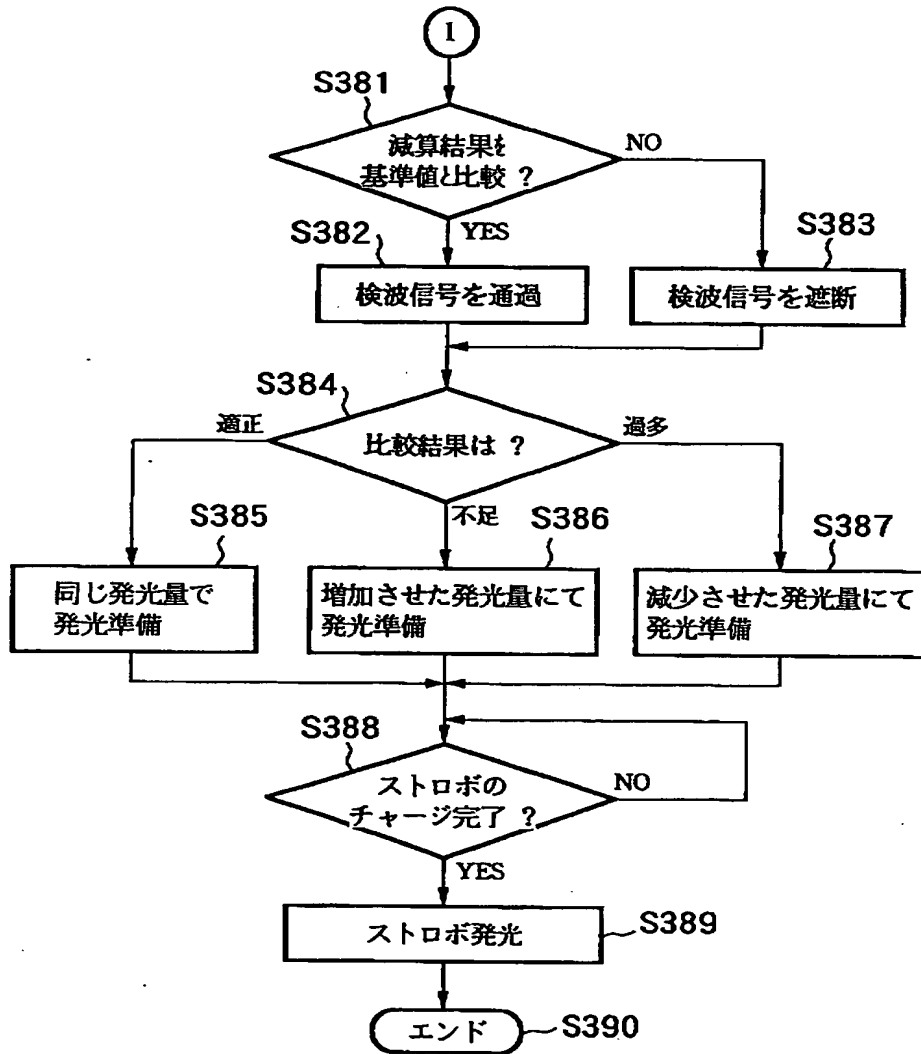 I
S381
減算結果を
基準値と比較 ?
NO
YES
S382
検波信号を通過
S383
検波信号を遮断
S384
適正
比較結果は ?
過多
不足
S385
同じ発光量で
発光準備
S386
増加させた発光量にて
発光準備
S387
減少させた発光量にて
発光準備
S388
ストロボの
チャージ完了 ?
NO
YES
ストロボ発光
S389
エンド
S390